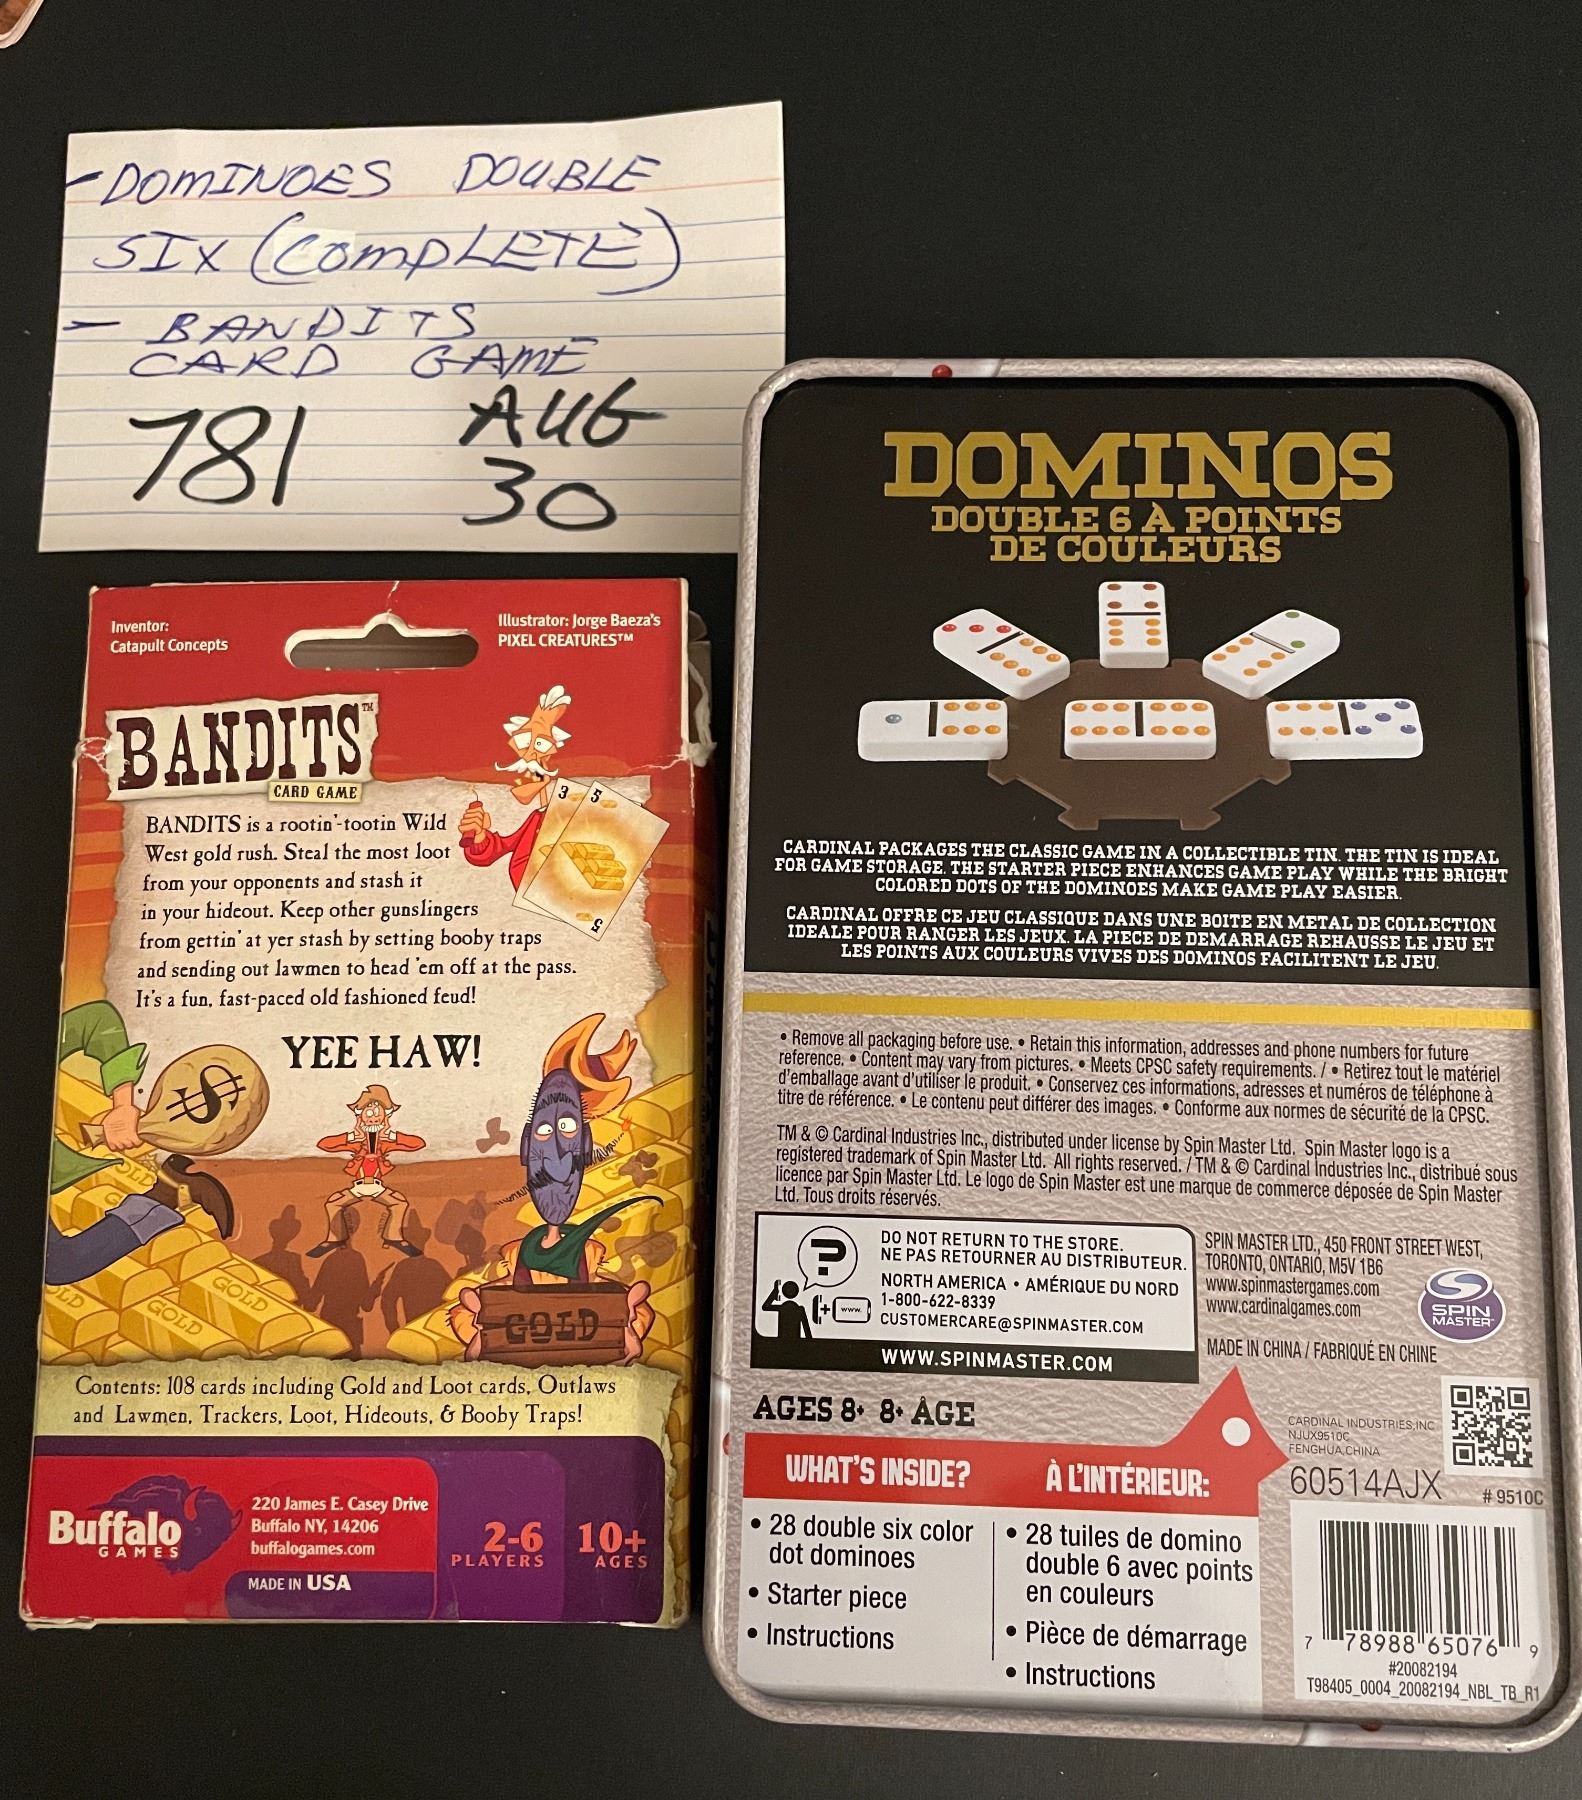 - DOMINOES DOUBLE
SIX (COMPLETE)
- BANDITS
CARD GAME
781 AUG
30
Inventor:
Catapult Concepts
Illustrator: Jorge Baeza's
PIXEL CREATURES™
BANDITS™
CARD GAME
3 5
5
BANDITS is a rootin'-tootin Wild
West gold rush. Steal the most loot
from your opponents and stash it
in your hideout. Keep other gunslingers
from gettin' at yer stash by setting booby traps
and sending out lawmen to head 'em off at the pass.
It's a fun, fast-paced old fashioned feud!
YEE HAW!
$
GOLD
GOLD
GOLD
GOLD
Contents: 108 cards including Gold and Loot cards, Outlaws
and Lawmen, Trackers, Loot, Hideouts, & Booby Traps!
Buffalo
GAMES
220 James E. Casey Drive
Buffalo NY, 14206
buffalogames.com
MADE IN USA
2-6
PLAYERS
10+
AGES
DOMINOS
DOUBLE 6 À POINTS
DE COULEURS
CARDINAL PACKAGES THE CLASSIC GAME IN A COLLECTIBLE TIN. THE TIN IS IDEAL
FOR GAME STORAGE. THE STARTER PIECE ENHANCES GAME PLAY WHILE THE BRIGHT
COLORED DOTS OF THE DOMINOES MAKE GAME PLAY EASIER.
CARDINAL OFFRE CE JEU CLASSIQUE DANS UNE BOITE EN METAL DE COLLECTION
IDEALE POUR RANGER LES JEUX. LA PIECE DE DEMARRAGE REHAUSSE LE JEU ET
LES POINTS AUX COULEURS VIVES DES DOMINOS FACILITENT LE JEU.
• Remove all packaging before use. • Retain this information, addresses and phone numbers for future
reference. • Content may vary from pictures. • Meets CPSC safety requirements. / • Retirez tout le matériel
d'emballage avant d'utiliser le produit. • Conservez ces informations, adresses et numéros de téléphone à
titre de référence. • Le contenu peut différer des images. • Conforme aux normes de sécurité de la CPSC.
TM & © Cardinal Industries Inc., distributed under license by Spin Master Ltd. Spin Master logo is a
registered trademark of Spin Master Ltd. All rights reserved. / TM & © Cardinal Industries Inc., distribué sous
licence par Spin Master Ltd. Le logo de Spin Master est une marque de commerce déposée de Spin Master
Ltd. Tous droits réservés.
?
+ www.
DO NOT RETURN TO THE STORE.
NE PAS RETOURNER AU DISTRIBUTEUR.
NORTH AMERICA • AMÉRIQUE DU NORD
1-800-622-8339
CUSTOMERCARE@SPINMASTER.COM
WWW.SPINMASTER.COM
SPIN MASTER LTD., 450 FRONT STREET WEST,
TORONTO, ONTARIO, M5V 1B6
www.spinmastergames.com
www.cardinalgames.com
SPIN
MASTER™
MADE IN CHINA / FABRIQUÉ EN CHINE
AGES 8+ 8+ ÂGE
CARDINAL INDUSTRIES,INC
NJUX9510C
FENGHUA,CHINA
60514AJX
# 9510C
WHAT'S INSIDE?
• 28 double six color
dot dominoes
• Starter piece
• Instructions
À L'INTÉRIEUR:
• 28 tuiles de domino
double 6 avec points
en couleurs
• Pièce de démarrage
• Instructions
7 78988 65076 9
#20082194
T98405_0004_20082194_NBL_TB_R1